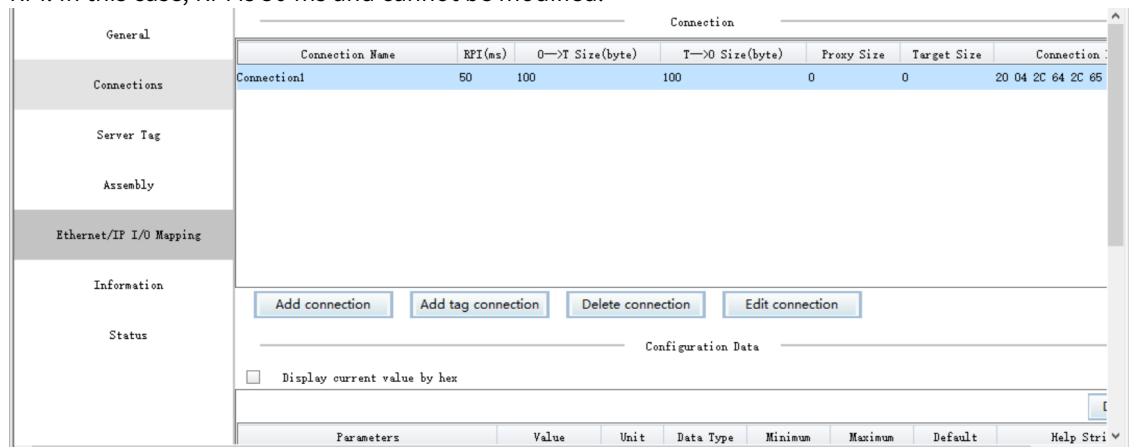 General
Connections
Server Tag
Assembly
Ethernet/IP I/O Mapping
Information
Status
Connection
Connection Name RPI(ms) O—>T Size(byte) T—>O Size(byte) Proxy Size Target Size Connection
Connection1 50 100 100 0 0 20 04 2C 64 2C 65
Add connection Add tag connection Delete connection Edit connection
Configuration Data
Display current value by hex
Parameters Value Unit Data Type Minimum Maximum Default Help Stri